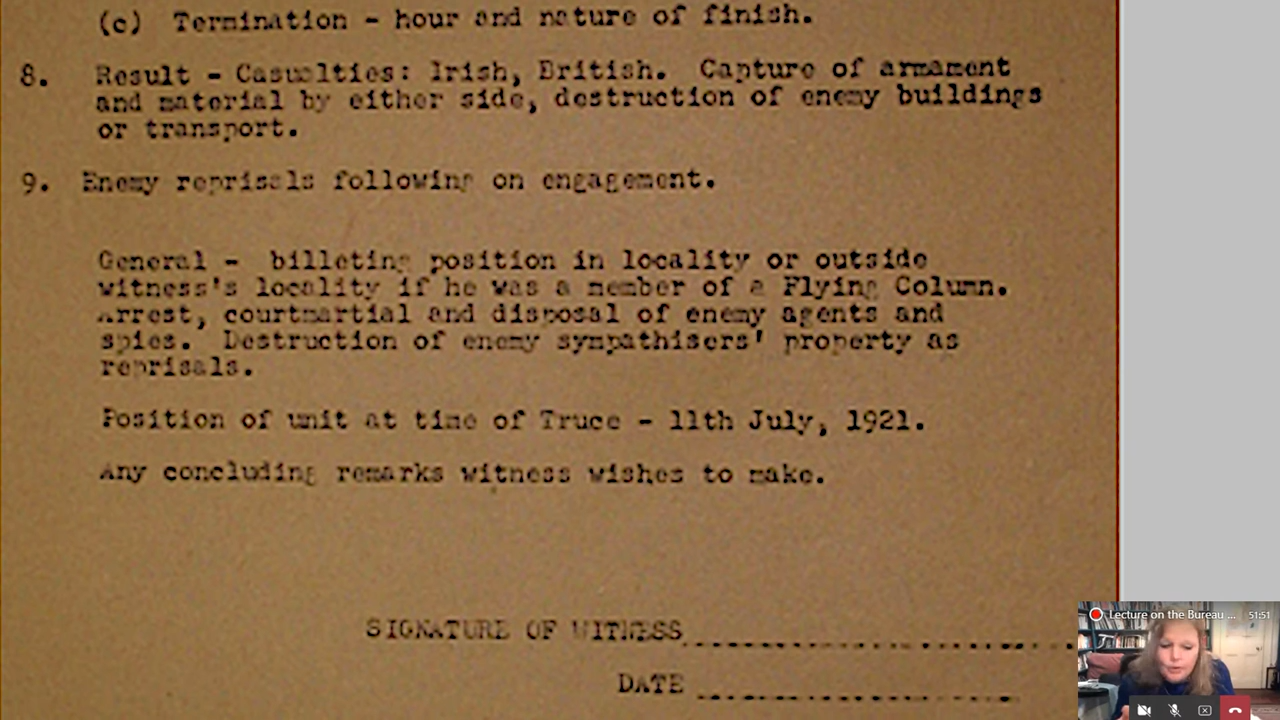 (c) Termination - hour and nature of finish.
8. Result - Casualties: Irish, British. Capture of armament
and material by either side, destruction of enemy buildings
or transport.
9. Enemy reprisals following on engagement.
General - billeting position in locality or outside
witness's locality if he was a member of a Flying Column.
Arrest, courtmartial and disposal of enemy agents and
spies. Destruction of enemy sympathisers' property as
reprisals.
Position of unit at time of Truce - 11th July, 1921.
Any concluding remarks witness wishes to make.
SIGNATURE OF WITNESS
DATE
Lecture on the Bureau ... 51:51